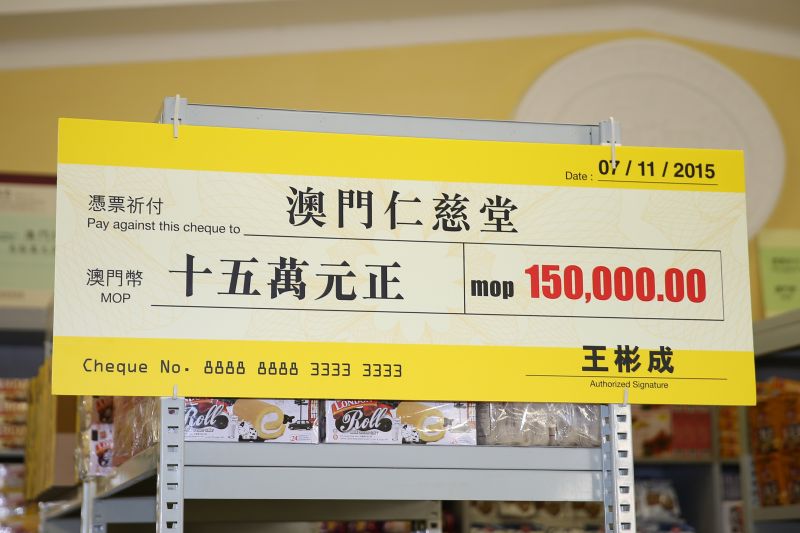 Date : 07 / 11 / 2015
憑票祈付
Pay against this cheque to
澳門仁慈堂
澳門幣
MOP
十五萬元正
mop 150,000.00
Cheque No. 8888 8888 3333 3333
王彬成
Authorized Signature
LONDON
Roll
24
LONDON
Roll